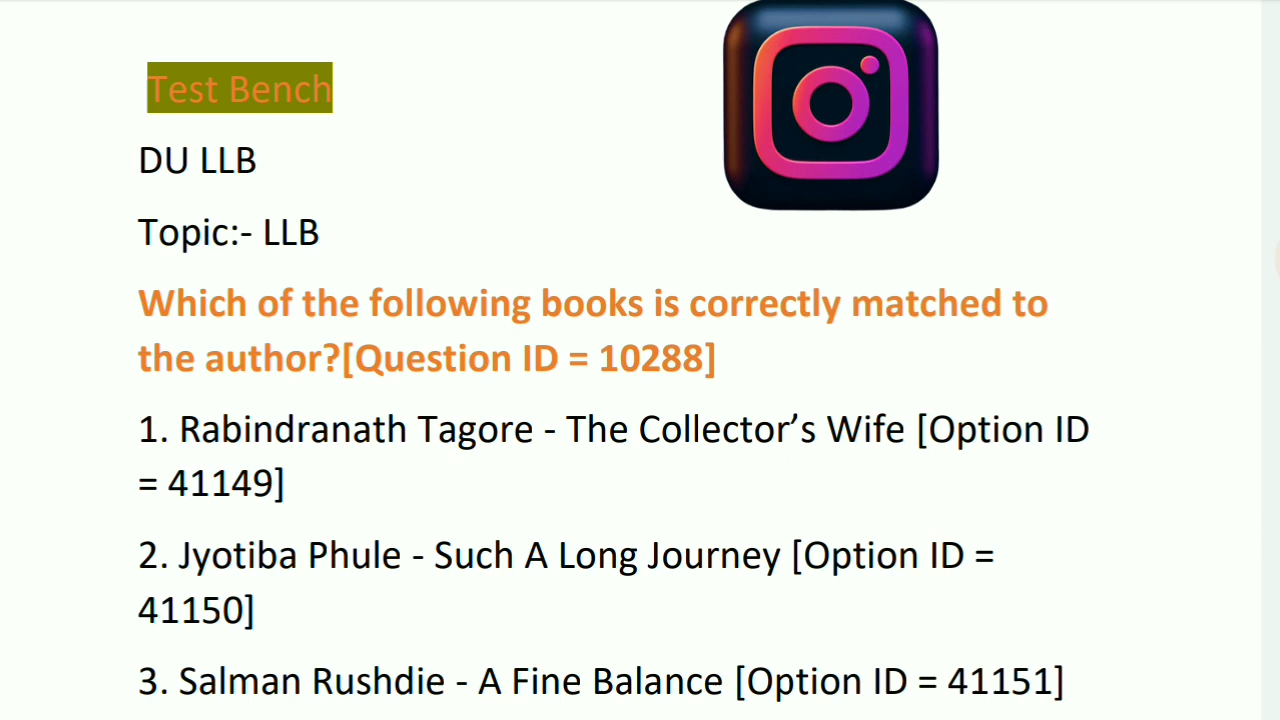 Test Bench
DU LLB
Topic:- LLB
Which of the following books is correctly matched to
the author?[Question ID = 10288]
1. Rabindranath Tagore - The Collector’s Wife [Option ID
= 41149]
2. Jyotiba Phule - Such A Long Journey [Option ID =
41150]
3. Salman Rushdie - A Fine Balance [Option ID = 41151]